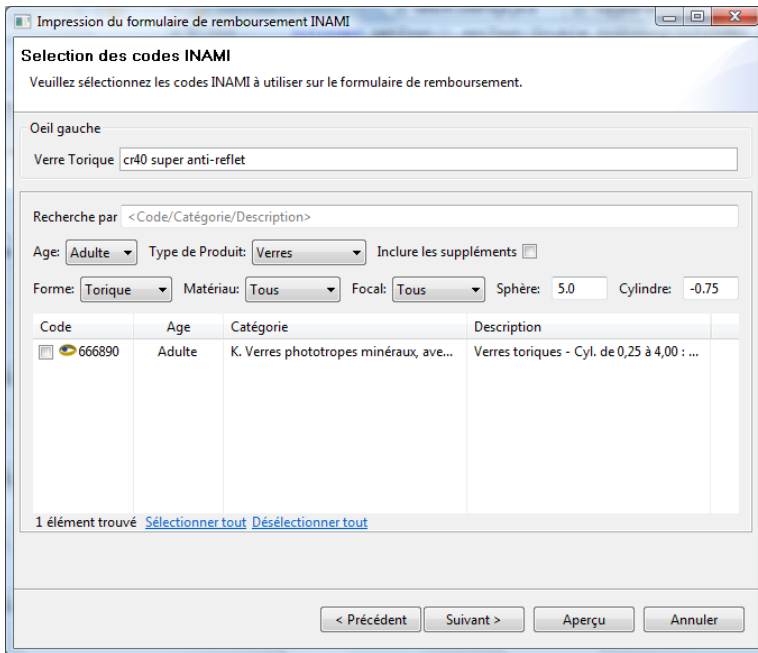 Impression du formulaire de remboursement INAMI
Selection des codes INAMI
Veuillez sélectionnez les codes INAMI à utiliser sur le formulaire de remboursement.
Oeil gauche
Verre Torique cr40 super anti-reflet
Recherche par <Code/Catégorie/Description>
Age: Adulte Type de Produit: Verres Inclure les suppléments
Forme: Torique Matériau: Tous Focal: Tous Sphère: 5.0 Cylindre: -0.75
Code Age Catégorie Description
666890 Adulte K. Verres phototropes minéraux, ave... Verres toriques - Cyl. de 0,25 à 4,00 : ...
1 élément trouvé Sélectionner tout Désélectionner tout
< Précédent Suivant > Aperçu Annuler